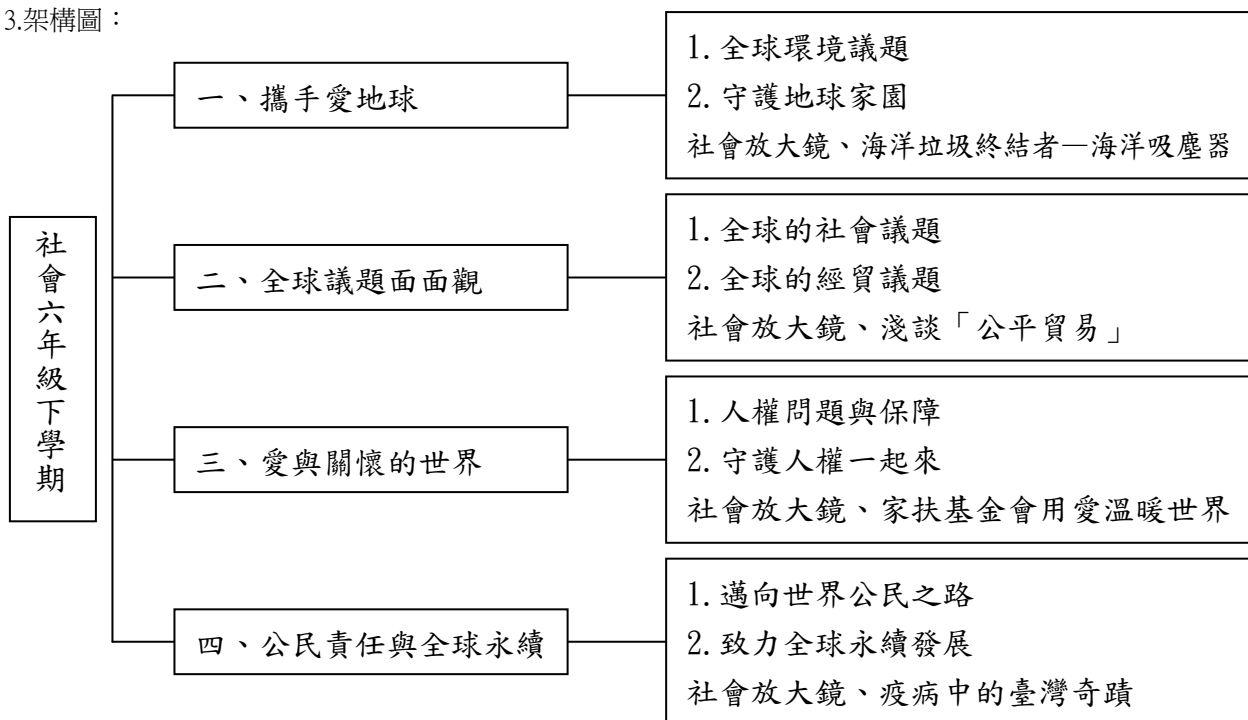 3.架構圖：
社會六年級下學期
一、攜手愛地球
1.全球環境議題
2.守護地球家園
社會放大鏡、海洋垃圾終結者—海洋吸塵器
二、全球議題面面觀
1.全球的社會議題
2.全球的經貿議題
社會放大鏡、淺談「公平貿易」
三、愛與關懷的世界
1.人權問題與保障
2.守護人權一起來
社會放大鏡、家扶基金會用愛溫暖世界
四、公民責任與全球永續
1.邁向世界公民之路
2.致力全球永續發展
社會放大鏡、疫病中的臺灣奇蹟